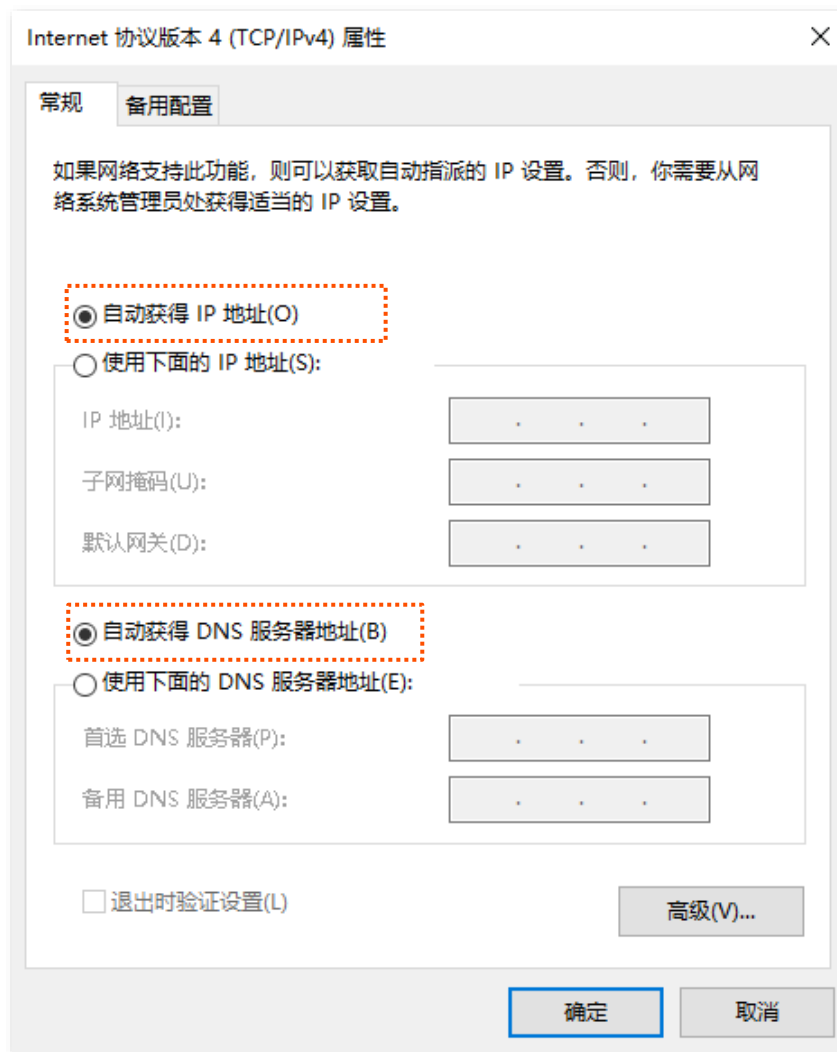 Internet 协议版本 4 (TCP/IPv4) 属性
常规
备用配置
如果网络支持此功能，则可以获取自动指派的 IP 设置。否则，你需要从网
络系统管理员处获得适当的 IP 设置。
自动获得 IP 地址(O)
使用下面的 IP 地址(S):
IP 地址(I):
子网掩码(U):
默认网关(D):
自动获得 DNS 服务器地址(B)
使用下面的 DNS 服务器地址(E):
首选 DNS 服务器(P):
备用 DNS 服务器(A):
退出时验证设置(L)
高级(V)...
确定
取消